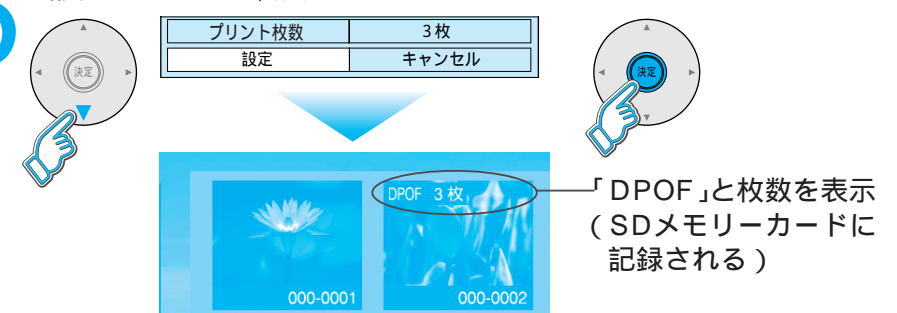 プリント枚数 3枚
設定 キャンセル
決定
決定
DPOF 3枚
000-0001
000-0002
「DPOF」と枚数を表示
(SDメモリーカードに
記録される)